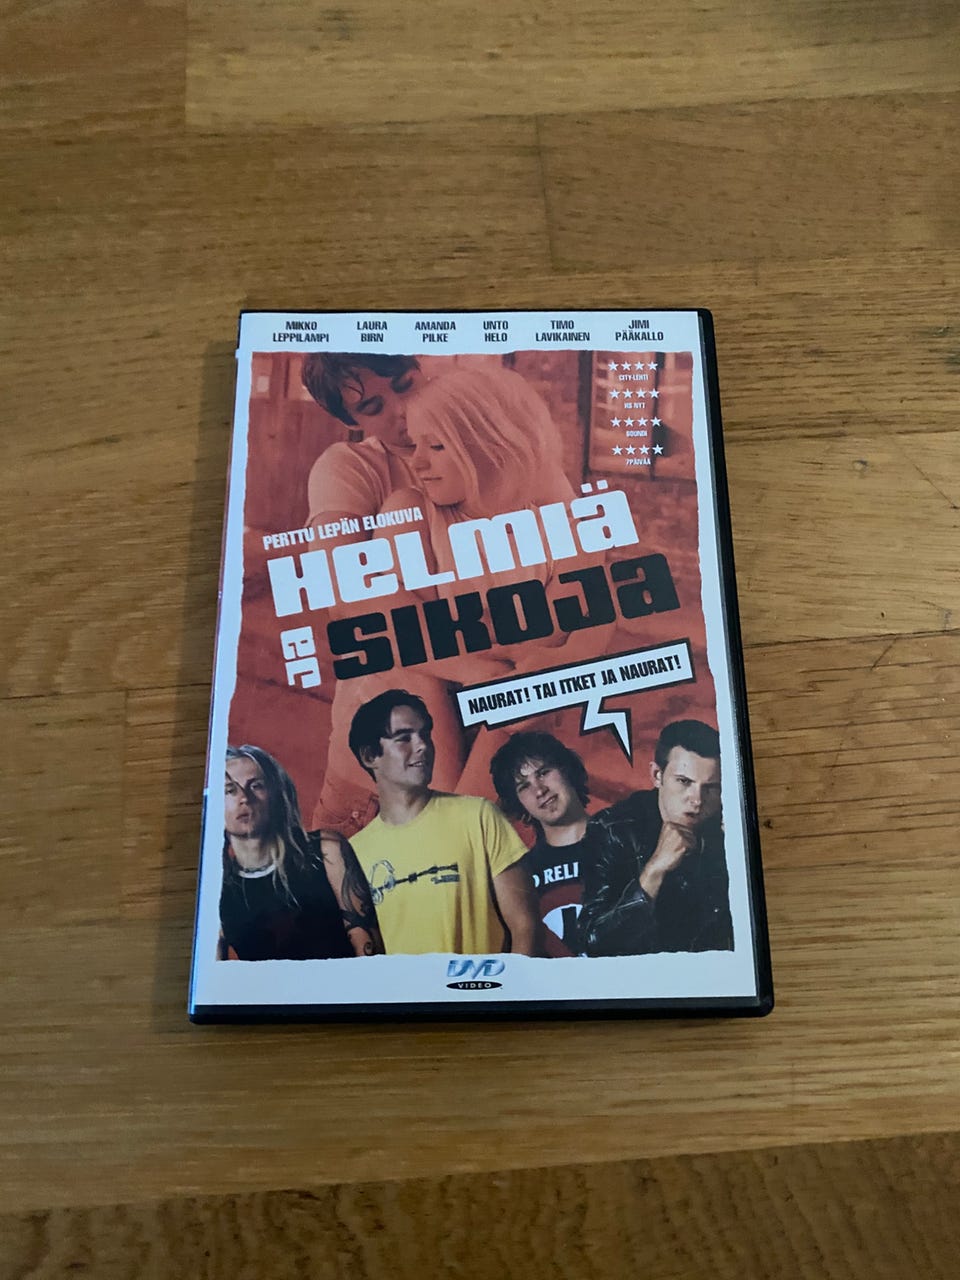 MIKKO LEPPILAMPI
LAURA BIRN
AMANDA PILKE
UNTO HELO
TIMO LAVIKAINEN
JIMI PÄÄKALLO
★★★★
CITY-LEHTI
★★★★
HS NYT
★★★★
SOUNDI
★★★★
7PÄIVÄÄ
PERTTU LEPÄN ELOKUVA
HELMIÄ
JA SIKOJA
NAURAT! TAI ITKET JA NAURAT!
DVD
VIDEO